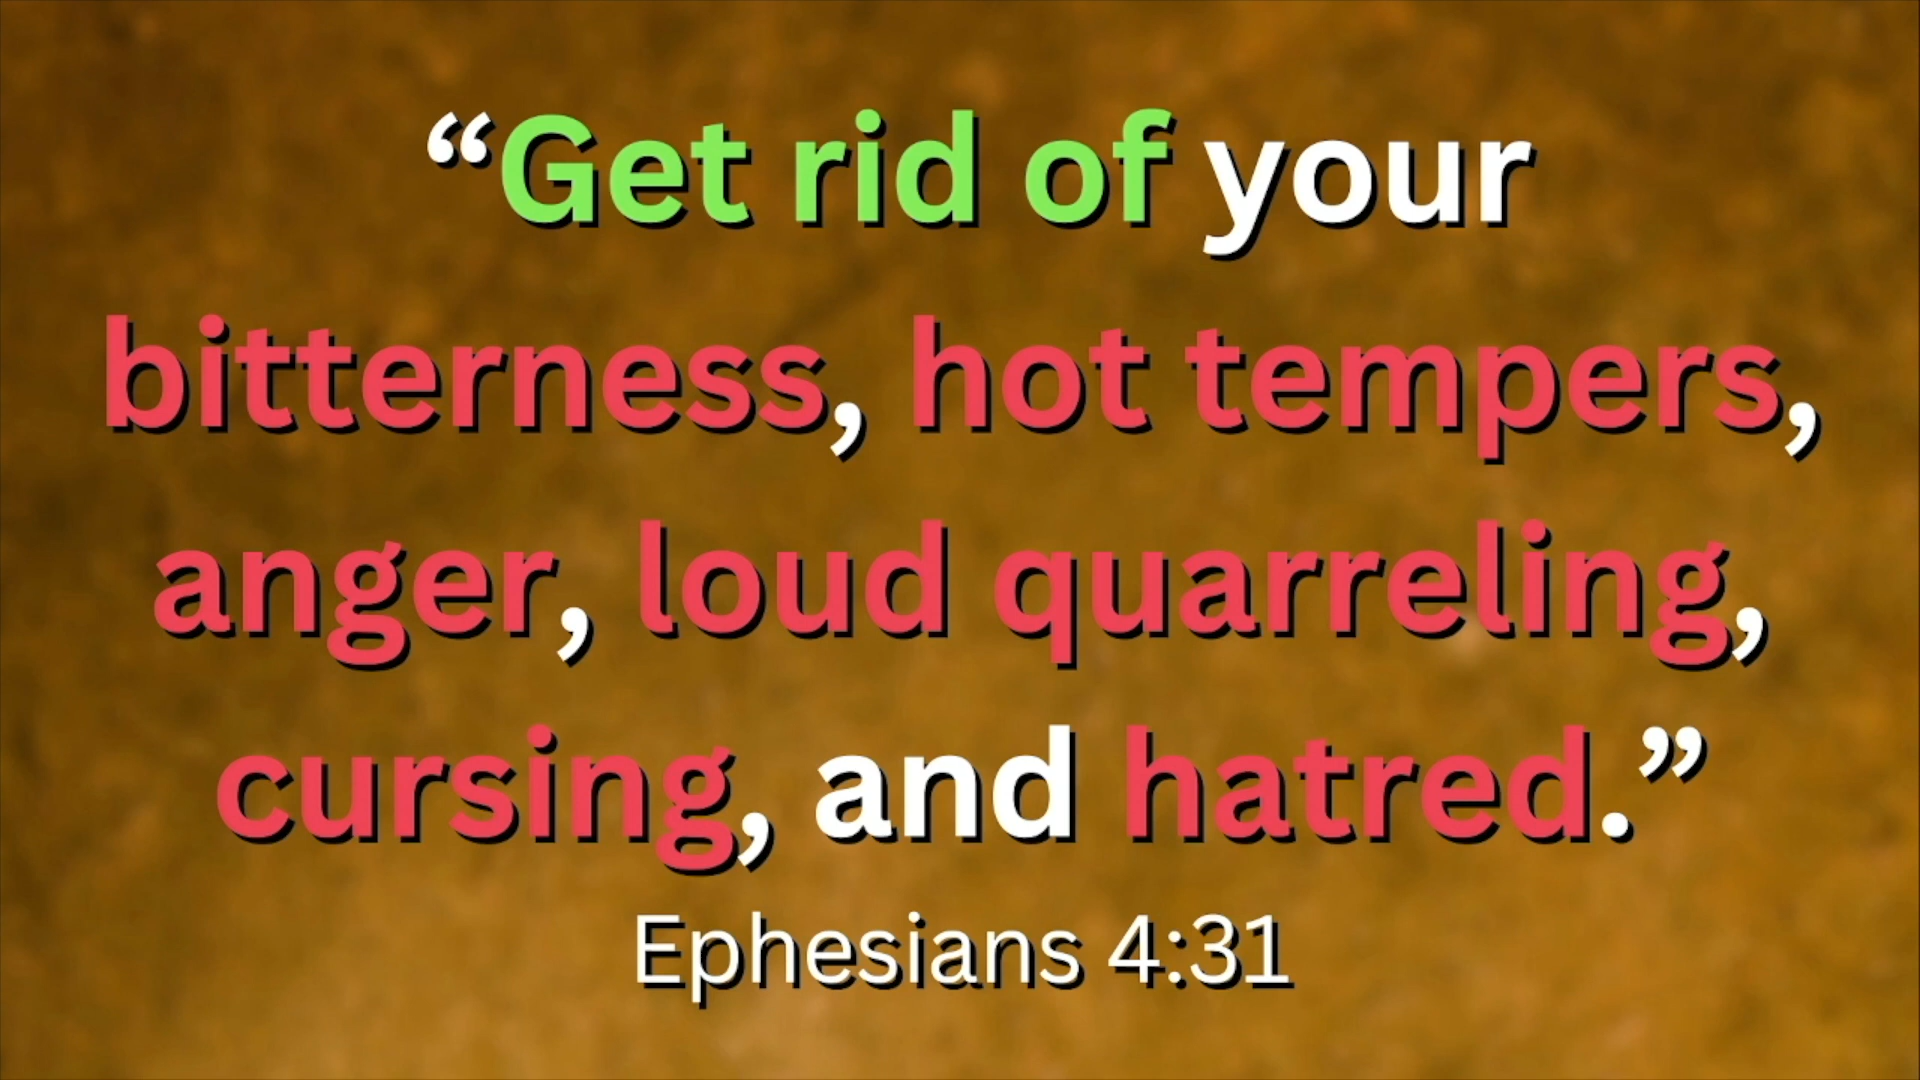 “Get rid of your
bitterness, hot tempers,
anger, loud quarreling,
cursing, and hatred.”
Ephesians 4:31